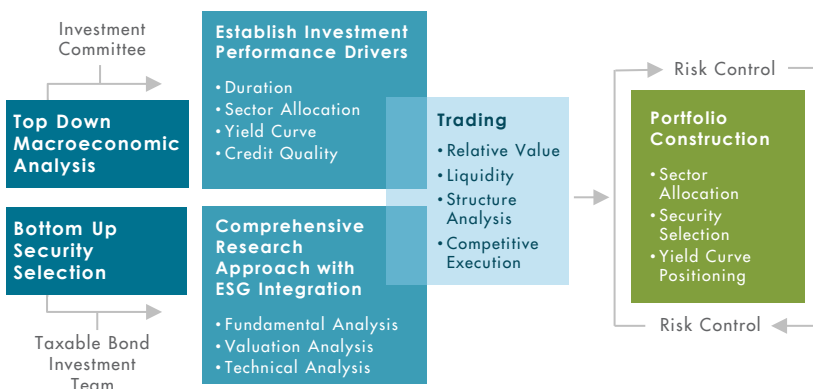 Investment
Committee
Top Down
Macroeconomic
Analysis
Bottom Up
Security
Selection
Taxable Bond
Investment
Team
Establish Investment
Performance Drivers
• Duration
• Sector Allocation
• Yield Curve
• Credit Quality
Comprehensive
Research
Approach with
ESG Integration
• Fundamental Analysis
• Valuation Analysis
• Technical Analysis
Trading
• Relative Value
• Liquidity
• Structure
Analysis
• Competitive
Execution
Risk Control
Portfolio
Construction
• Sector
Allocation
• Security
Selection
• Yield Curve
Positioning
Risk Control